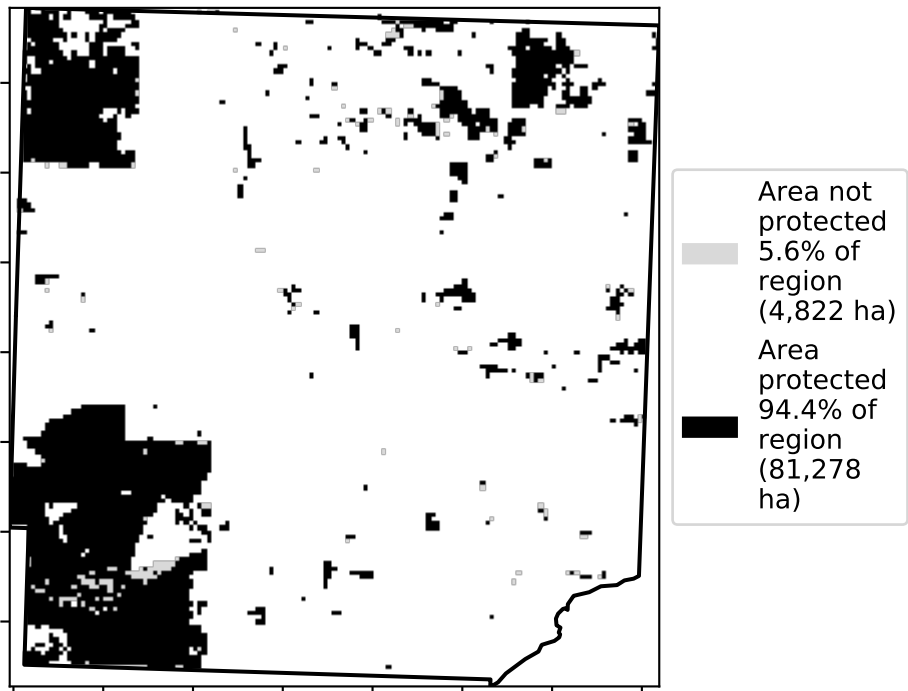 Area not
protected
5.6% of
region
(4,822 ha)
Area
protected
94.4% of
region
(81,278
ha)